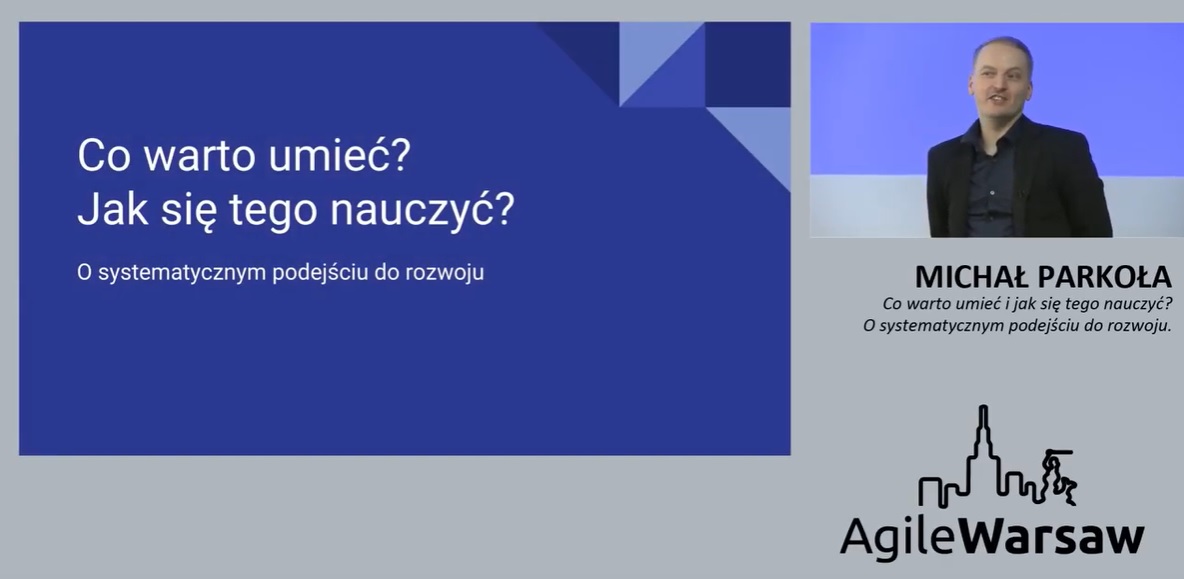 Co warto umieć?
Jak się tego nauczyć?
O systematycznym podejściu do rozwoju
MICHAŁ PARKOŁA
Co warto umieć i jak się tego nauczyć?
O systematycznym podejściu do rozwoju.
AgileWarsaw